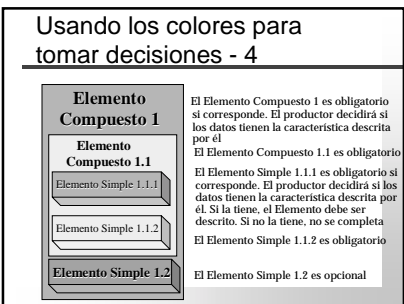 Usando los colores para
tomar decisiones - 4
Elemento
Compuesto 1
Elemento
Compuesto 1.1
Elemento Simple 1.1.1
Elemento Simple 1.1.2
Elemento Simple 1.2
El Elemento Compuesto 1 es obligatorio
si corresponde. El productor decidirá si
los datos tienen la característica descrita
por él
El Elemento Compuesto 1.1 es obligatorio
El Elemento Simple 1.1.1 es obligatorio si
corresponde. El productor decidirá si los
datos tienen la característica descrita por
él. Si la tiene, el Elemento debe ser
descrito. Si no la tiene, no se completa
El Elemento Simple 1.1.2 es obligatorio
El Elemento Simple 1.2 es opcional